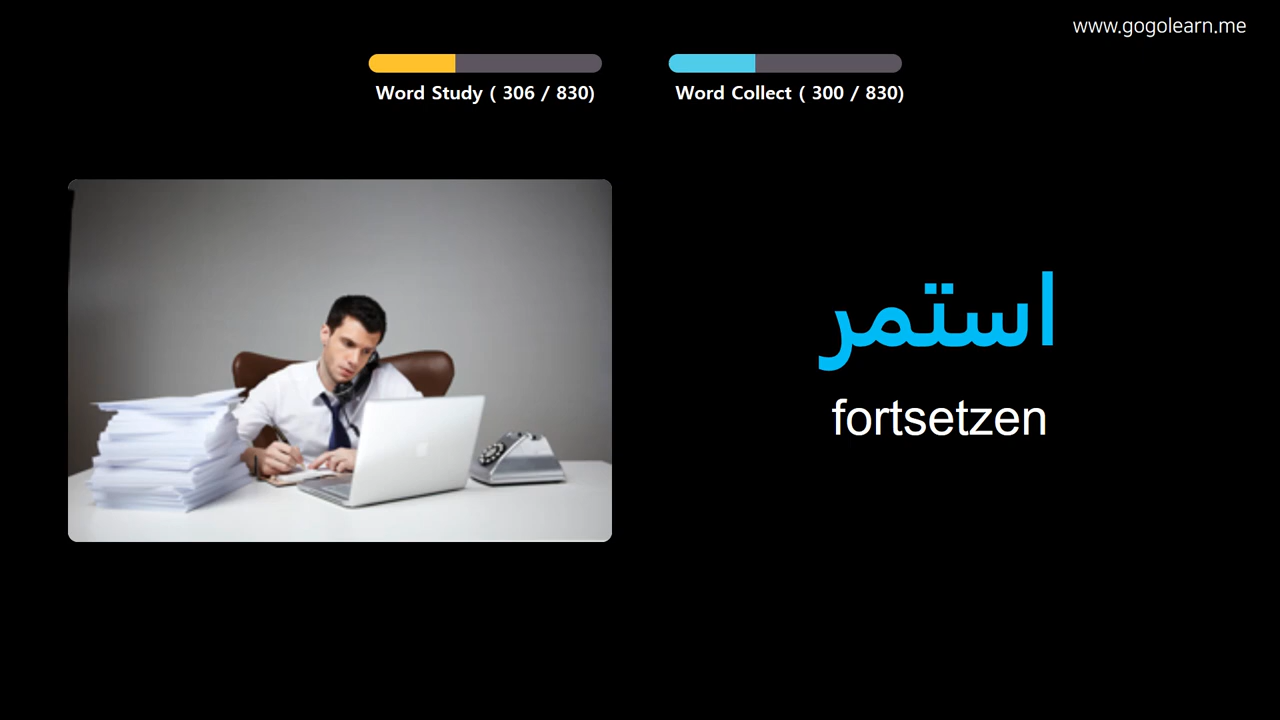 www.gogolearn.me
Word Study ( 306 / 830)
Word Collect ( 300 / 830)
استمر
fortsetzen